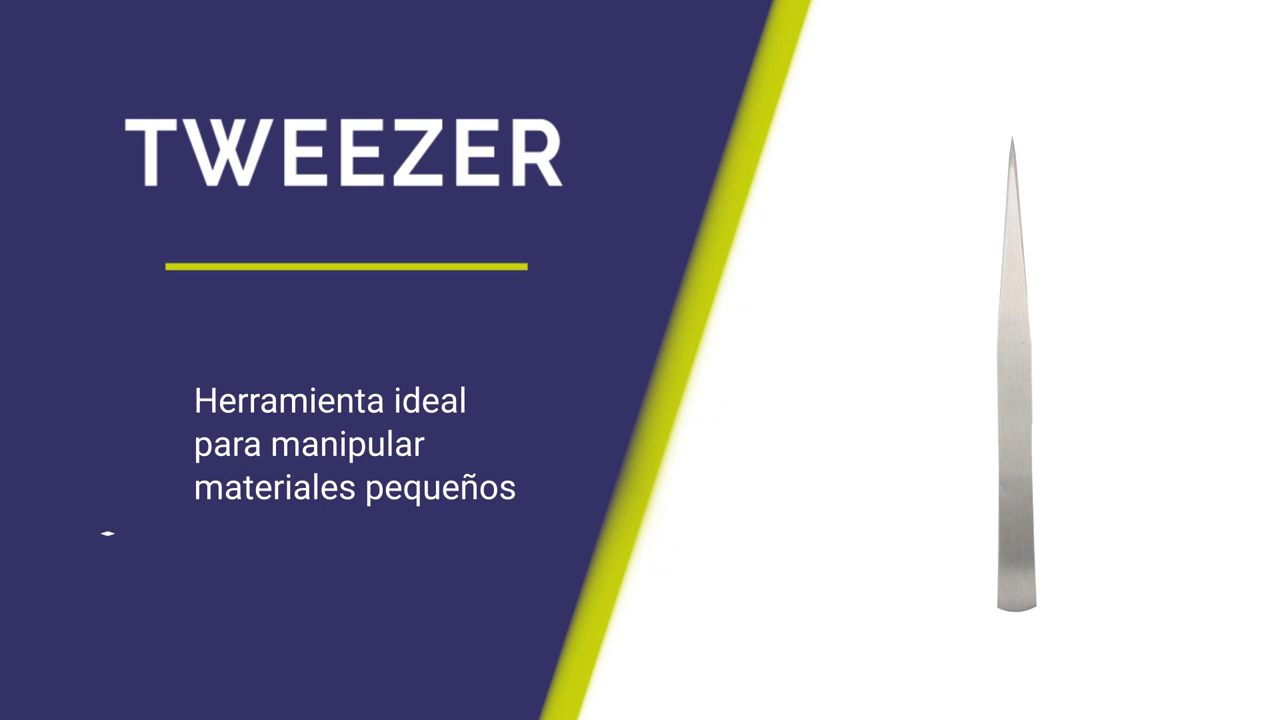 TWEEZER
Herramienta ideal
para manipular
materiales pequeños